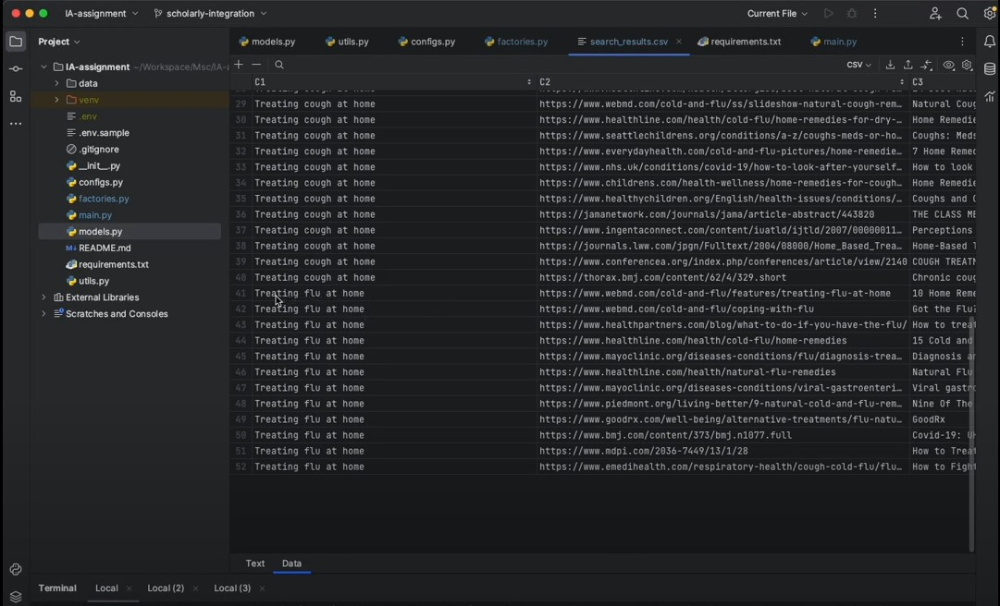 IA-assignment
scholarly-integration
Current File
Project
models.py
utils.py
configs.py
factories.py
search_results.csv
requirements.txt
main.py
IA-assignment ~/Workspace/Msc/IA-a
data
venv
.env
.env.sample
.gitignore
__init__.py
configs.py
factories.py
main.py
models.py
README.md
requirements.txt
utils.py
External Libraries
Scratches and Consoles
CSV
C1 C2 C3
29 Treating cough at home https://www.webmd.com/cold-and-flu/ss/slideshow-natural-cough-rem… Natural Coug
30 Treating cough at home https://www.healthline.com/health/cold-flu/home-remedies-for-dry-… Home Remedie
31 Treating cough at home https://www.seattlechildrens.org/conditions/a-z/coughs-meds-or-ho… Coughs: Meds
32 Treating cough at home https://www.everydayhealth.com/cold-and-flu-pictures/home-remedie… 7 Home Remed
33 Treating cough at home https://www.nhs.uk/conditions/covid-19/how-to-look-after-yourself… How to look
34 Treating cough at home https://www.childrens.com/health-wellness/home-remedies-for-cough… Home Remedie
35 Treating cough at home https://www.healthychildren.org/English/health-issues/conditions/… Coughs and C
36 Treating cough at home https://jamanetwork.com/journals/jama/article-abstract/443820 THE CLASS ME
37 Treating cough at home https://www.ingentaconnect.com/content/iuatld/ijtld/2007/00000011… Perceptions
38 Treating cough at home https://journals.lww.com/jpgn/Fulltext/2004/08000/Home_Based_Trea… Home-Based T
39 Treating cough at home https://www.conferencea.org/index.php/conferences/article/view/2140 COUGH TREATM
40 Treating cough at home https://thorax.bmj.com/content/62/4/329.short Chronic coug
41 Treating flu at home https://www.webmd.com/cold-and-flu/features/treating-flu-at-home 10 Home Reme
42 Treating flu at home https://www.webmd.com/cold-and-flu/coping-with-flu Got the Flu?
43 Treating flu at home https://www.healthpartners.com/blog/what-to-do-if-you-have-the-flu/ How to treat
44 Treating flu at home https://www.healthline.com/health/cold-flu/home-remedies 15 Cold and
45 Treating flu at home https://www.mayoclinic.org/diseases-conditions/flu/diagnosis-trea… Diagnosis an
46 Treating flu at home https://www.healthline.com/health/natural-flu-remedies Natural Flu
47 Treating flu at home https://www.mayoclinic.org/diseases-conditions/viral-gastroenteri… Viral gastr
48 Treating flu at home https://www.piedmont.org/living-better/9-natural-cold-and-flu-rem… Nine Of The
49 Treating flu at home https://www.goodrx.com/well-being/alternative-treatments/flu-natu… GoodRx
50 Treating flu at home https://www.bmj.com/content/373/bmj.n1077.full Covid-19:
51 Treating flu at home https://www.mdpi.com/2036-7449/13/1/28 How to Treat
52 Treating flu at home https://www.emedihealth.com/respiratory-health/cough-cold-flu/flu… How to Fight
Text Data
Terminal Local Local (2) Local (3)